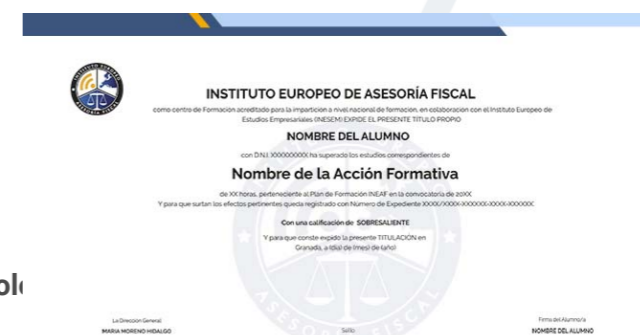 INSTITUTO EUROPEO DE ASESORÍA FISCAL
como centro de Formación acreditado para la impartición a nivel nacional de formación, en colaboración con el Instituto Europeo de
Estudios Empresariales (INESEM) EXPIDE EL PRESENTE TITULO PROPIO
NOMBRE DEL ALUMNO
con D.N.I. XXXXXXXXX ha superado los estudios correspondientes de
Nombre de la Acción Formativa
de XX horas, perteneciente al Plan de Formación INEAF en la convocatoria de 20XX
Y para que surtan los efectos pertinentes queda registrado con Número de Expediente XXXX/XXXX-XXXXXX-XXXX-XXXXXX
Con una calificación de SOBRESALIENTE
Y para que conste expido la presente TITULACIÓN en
Granada, a (día) de (mes) de (año)
La Dirección General
MARIA MORENO HIDALGO
Sello
Firma del Alumno/a
NOMBRE DEL ALUMNO
ASESORÍA FISCAL